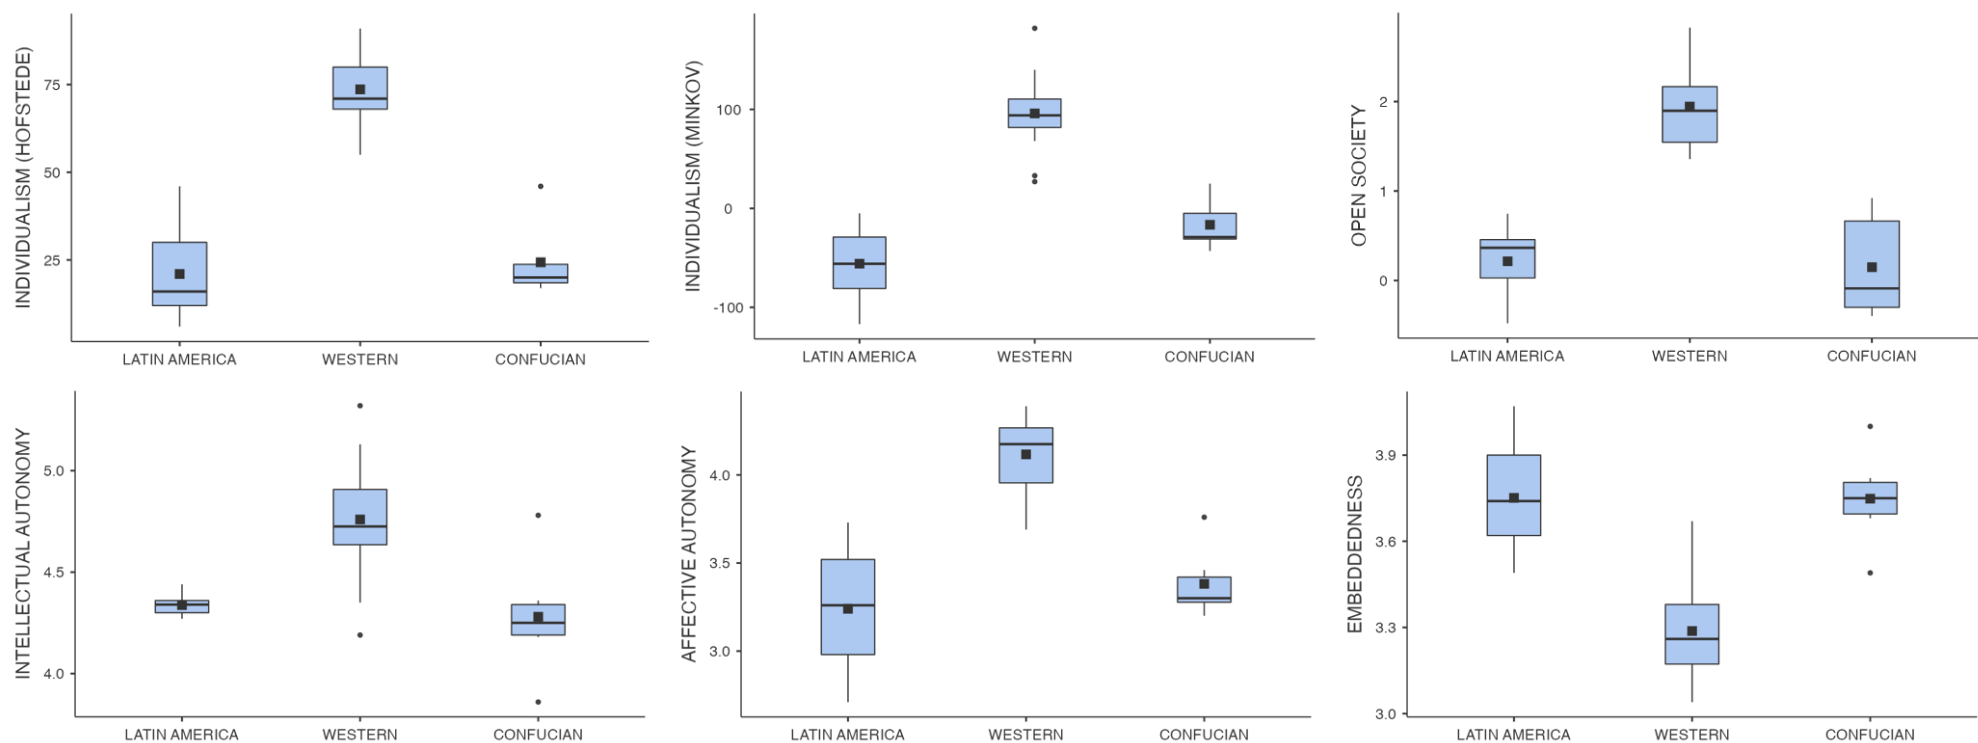 INDIVIDUALISM (HOFSTEDE)
75
50
25
LATIN AMERICA
WESTERN
CONFUCIAN
INDIVIDUALISM (MINKOV)
100
0
-100
LATIN AMERICA
WESTERN
CONFUCIAN
OPEN SOCIETY
2
1
0
LATIN AMERICA
WESTERN
CONFUCIAN
INTELLECTUAL AUTONOMY
5.0
4.5
4.0
LATIN AMERICA
WESTERN
CONFUCIAN
AFFECTIVE AUTONOMY
4.0
3.5
3.0
LATIN AMERICA
WESTERN
CONFUCIAN
EMBEDDEDNESS
3.9
3.6
3.3
3.0
LATIN AMERICA
WESTERN
CONFUCIAN